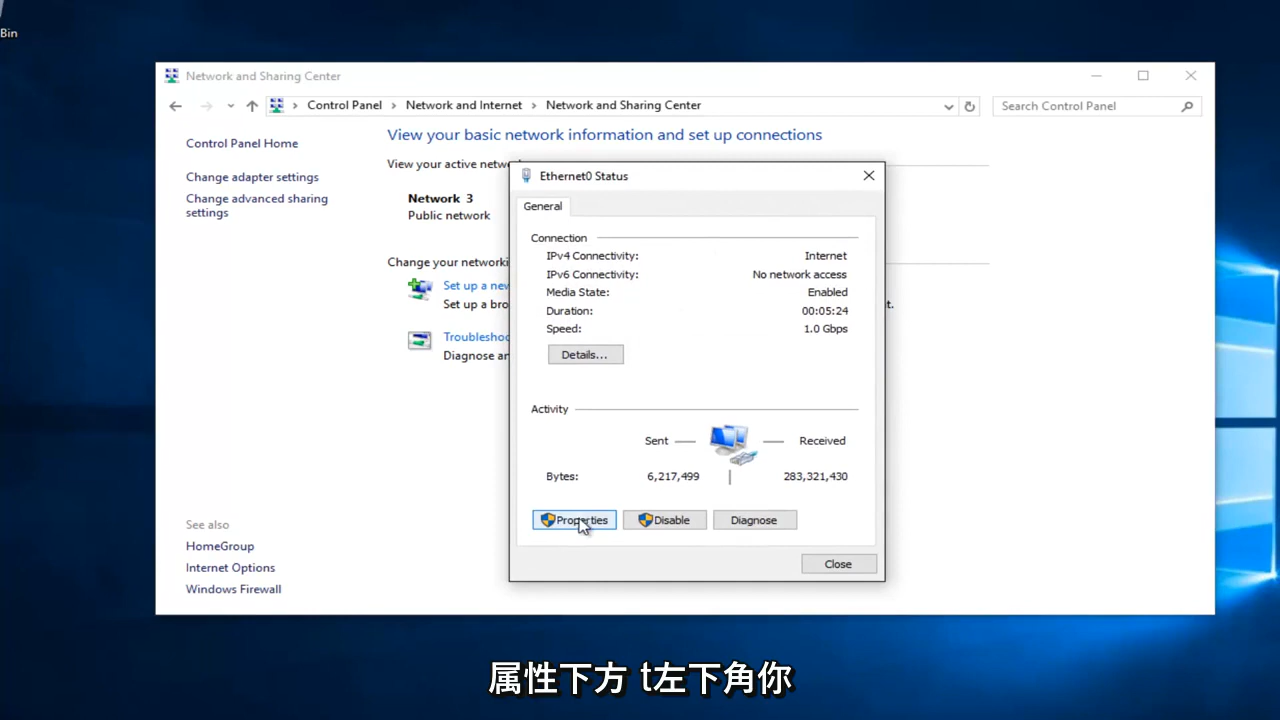 Bin
Network and Sharing Center
Control Panel
Network and Internet
Network and Sharing Center
Search Control Panel
Control Panel Home
Change adapter settings
Change advanced sharing
settings
See also
HomeGroup
Internet Options
Windows Firewall
View your basic network information and set up connections
View your active netwo
Network 3
Public network
Change your networki
Set up a new
Set up a bro
t.
Troubleshoo
Diagnose an
Ethernet0 Status
General
Connection
IPv4 Connectivity: Internet
IPv6 Connectivity: No network access
Media State: Enabled
Duration: 00:05:24
Speed: 1.0 Gbps
Details...
Activity
Sent Received
Bytes: 6,217,499 283,321,430
Properties Disable Diagnose
Close
属性下方 t左下角你